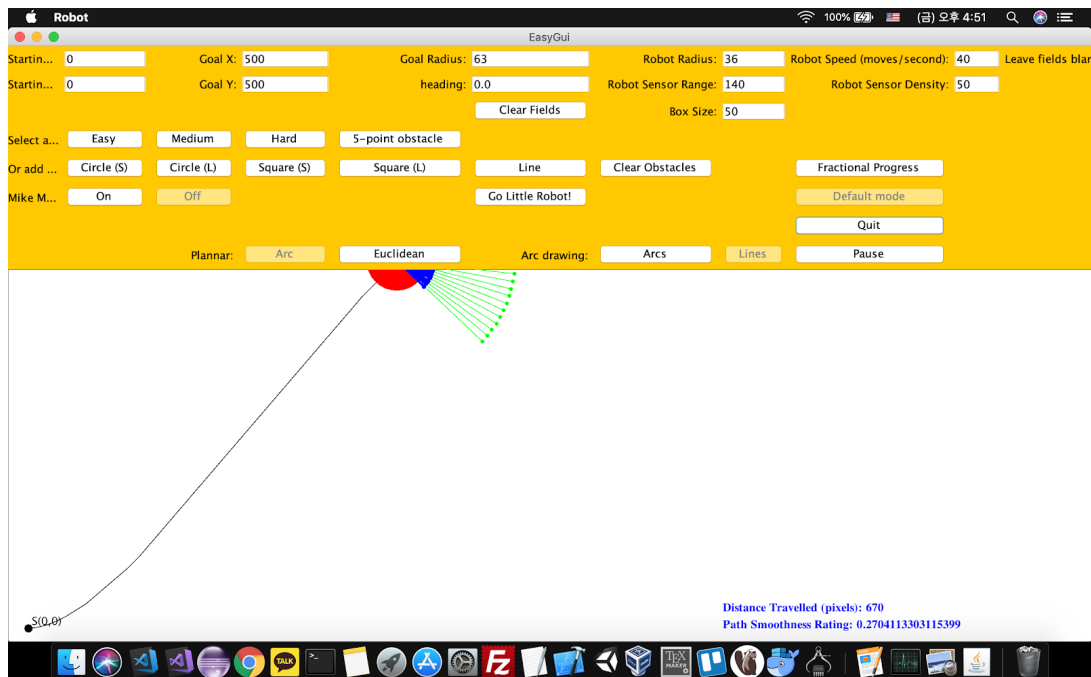 Robot 100% (금) 오후 4:51
EasyGui
Startin... 0 Goal X: 500 Goal Radius: 63 Robot Radius: 36 Robot Speed (moves/second): 40 Leave fields blar
Startin... 0 Goal Y: 500 heading: 0.0 Robot Sensor Range: 140 Robot Sensor Density: 50
Clear Fields Box Size: 50
Select a... Easy Medium Hard 5-point obstacle
Or add ... Circle (S) Circle (L) Square (S) Square (L) Line Clear Obstacles Fractional Progress
Mike M... On Off Go Little Robot! Default mode
Quit
Plannar: Arc Euclidean Arc drawing: Arcs Lines Pause
S(0,0)
Distance Travelled (pixels): 670
Path Smoothness Rating: 0.2704113303115399
TALK
TEX
MAKER